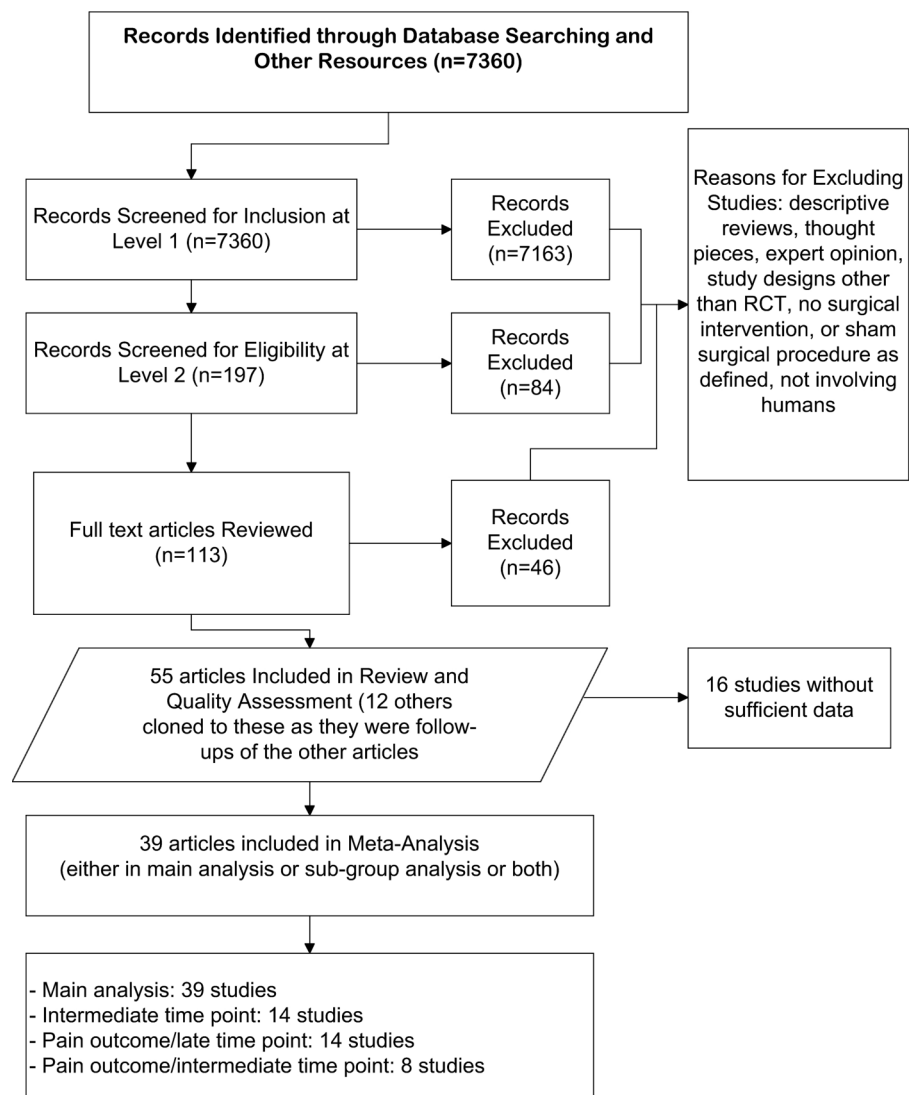 Records Identified through Database Searching and
Other Resources (n=7360)
Records Screened for Inclusion at
Level 1 (n=7360)
Records
Excluded
(n=7163)
Reasons for Excluding
Studies: descriptive
reviews, thought
pieces, expert opinion,
study designs other
than RCT, no surgical
intervention, or sham
surgical procedure as
defined, not involving
humans
Records Screened for Eligibility at
Level 2 (n=197)
Records
Excluded
(n=84)
Full text articles Reviewed
(n=113)
Records
Excluded
(n=46)
55 articles Included in Review and
Quality Assessment (12 others
cloned to these as they were follow-
ups of the other articles
16 studies without
sufficient data
39 articles included in Meta-Analysis
(either in main analysis or sub-group analysis or both)
- Main analysis: 39 studies
- Intermediate time point: 14 studies
- Pain outcome/late time point: 14 studies
- Pain outcome/intermediate time point: 8 studies